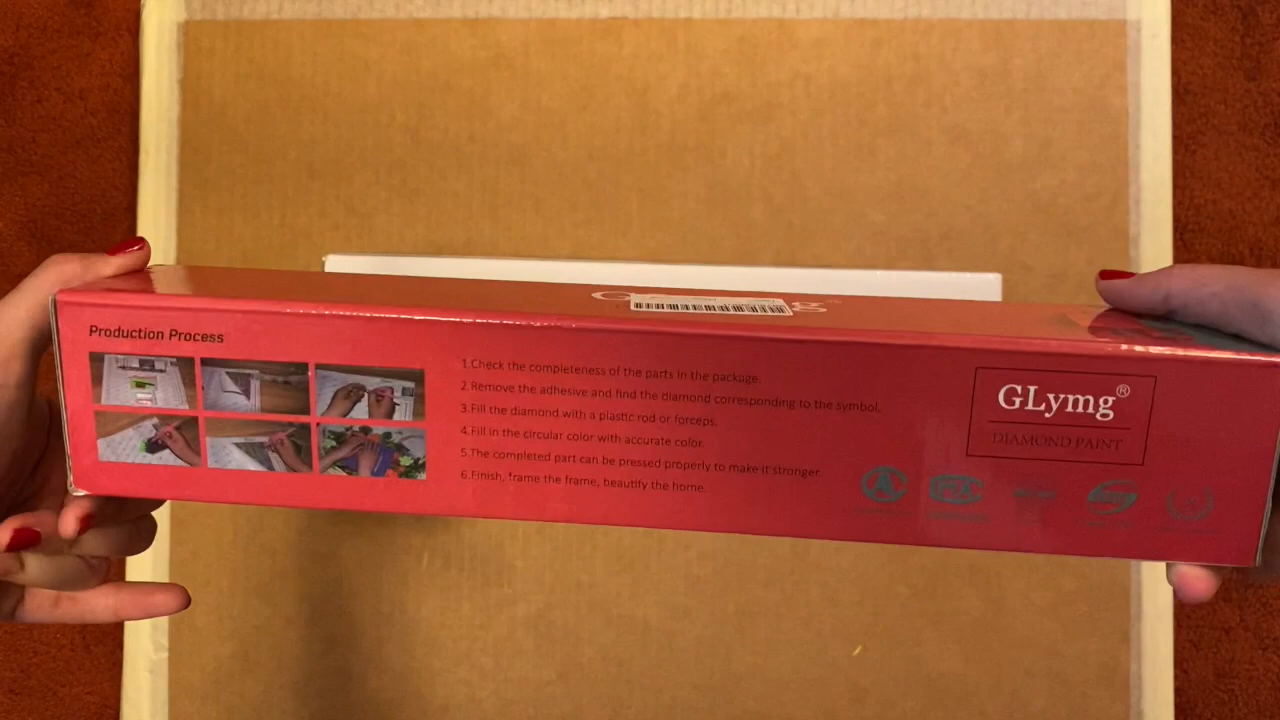 Production Process
1.Check the completeness of the parts in the package.
2.Remove the adhesive and find the diamond corresponding to the symbol.
3.Fill the diamond with a plastic rod or forceps.
4.Fill in the circular color with accurate color.
5.The completed part can be pressed properly to make it stronger.
6.Finish, frame the frame, beautify the home.
GLymg®
DIAMOND PAINT